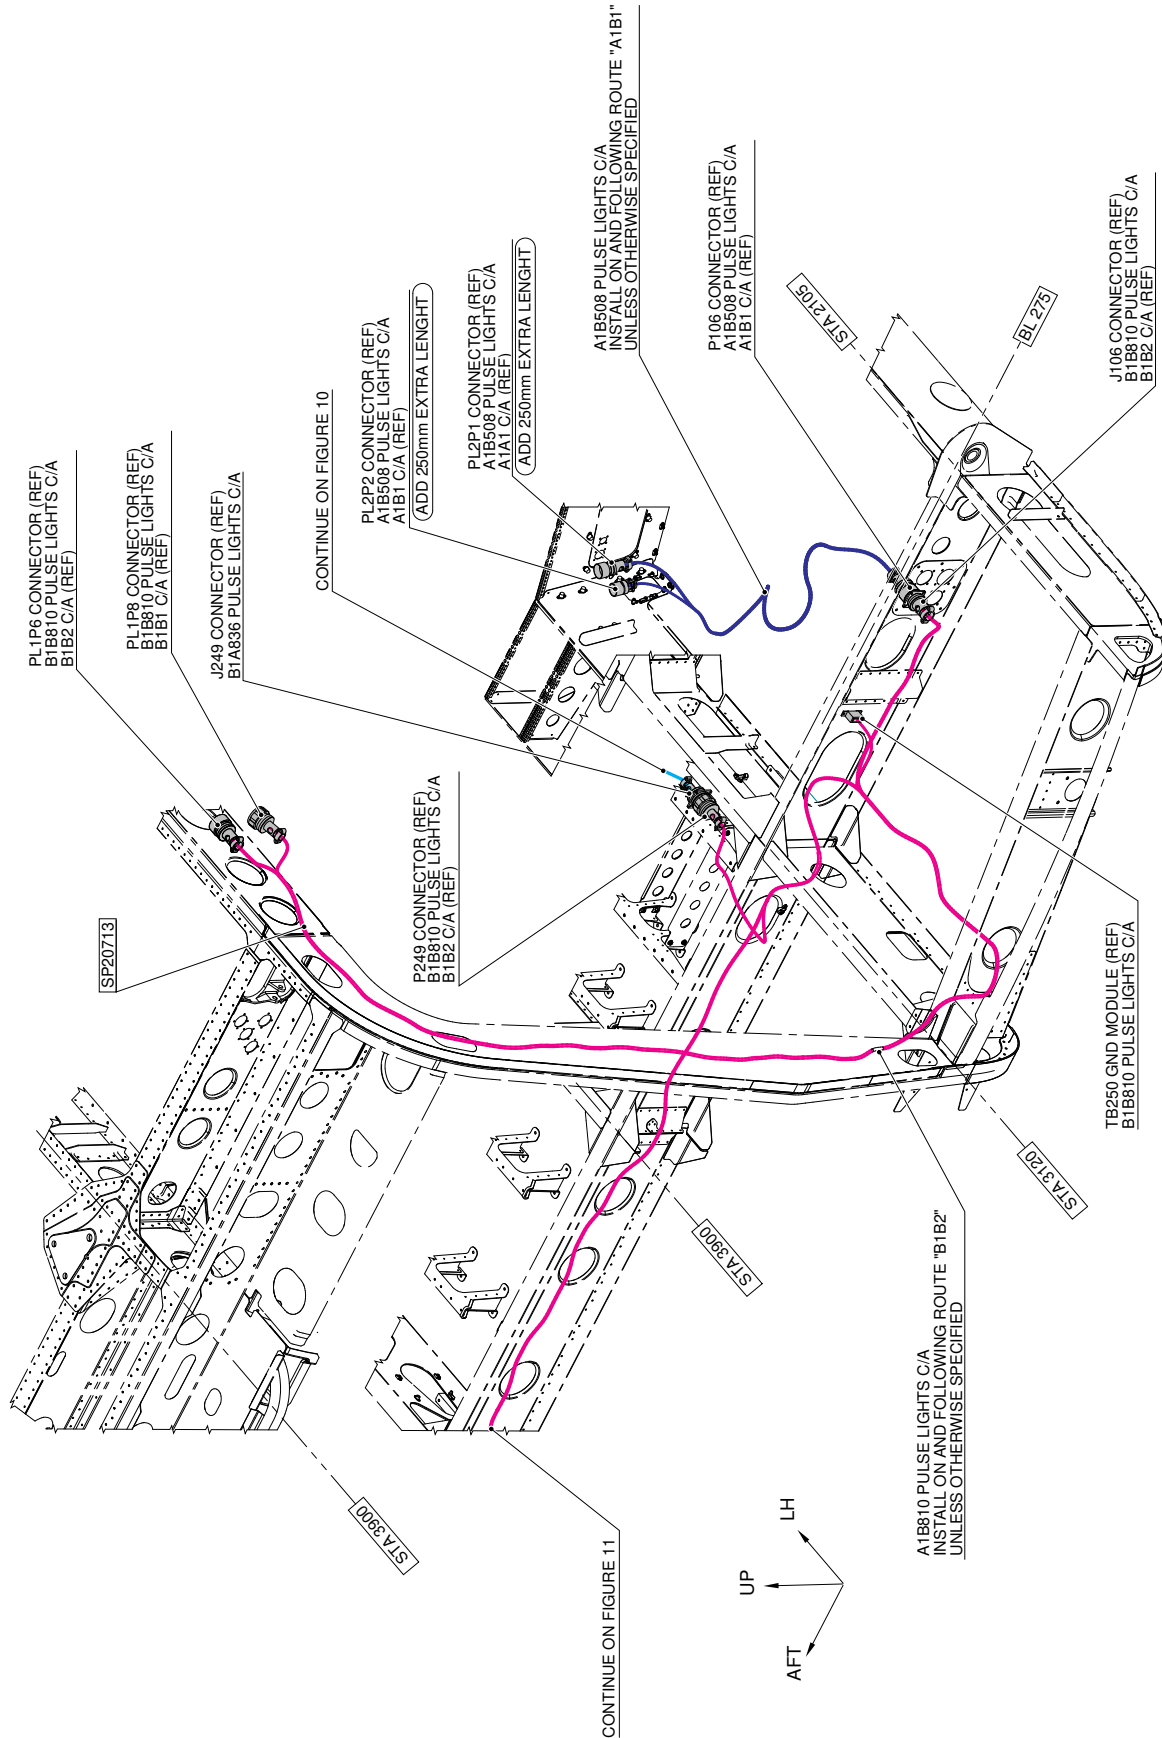 PL1P6 CONNECTOR (REF)
B1B810 PULSE LIGHTS C/A
B1B2 C/A (REF)
PL1P8 CONNECTOR (REF)
B1B810 PULSE LIGHTS C/A
B1B1 C/A (REF)
J249 CONNECTOR (REF)
B1A836 PULSE LIGHTS C/A
CONTINUE ON FIGURE 10
PL2P2 CONNECTOR (REF)
A1B508 PULSE LIGHTS C/A
A1B1 C/A (REF)
ADD 250mm EXTRA LENGHT
PL2P1 CONNECTOR (REF)
A1B508 PULSE LIGHTS C/A
A1A1 C/A (REF)
ADD 250mm EXTRA LENGHT
A1B508 PULSE LIGHTS C/A
INSTALL ON AND FOLLOWING ROUTE "A1B1"
UNLESS OTHERWISE SPECIFIED
P106 CONNECTOR (REF)
A1B508 PULSE LIGHTS C/A
A1B1 C/A (REF)
STA 2105
BL 275
J106 CONNECTOR (REF)
B1B810 PULSE LIGHTS C/A
B1B2 C/A (REF)
SP20713
P249 CONNECTOR (REF)
B1B810 PULSE LIGHTS C/A
B1B2 C/A (REF)
TB250 GND MODULE (REF)
B1B810 PULSE LIGHTS C/A
STA 3120
STA 3900
STA 3900
A1B810 PULSE LIGHTS C/A
INSTALL ON AND FOLLOWING ROUTE "B1B2"
UNLESS OTHERWISE SPECIFIED
CONTINUE ON FIGURE 11
LH
UP
AFT